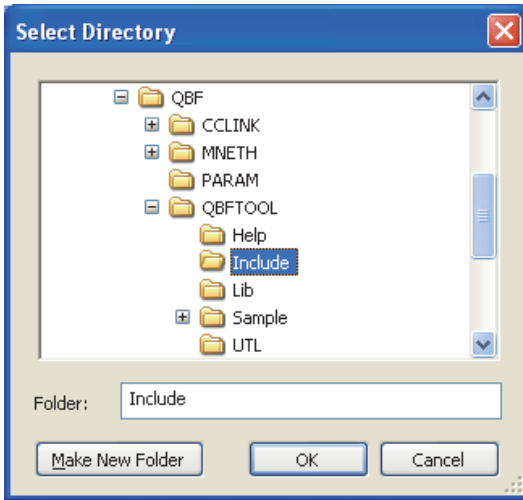 Select Directory
QBF
CCLINK
MNETH
PARAM
QBFTOOL
Help
Include
Lib
Sample
UTL
Folder: Include
Make New Folder OK Cancel